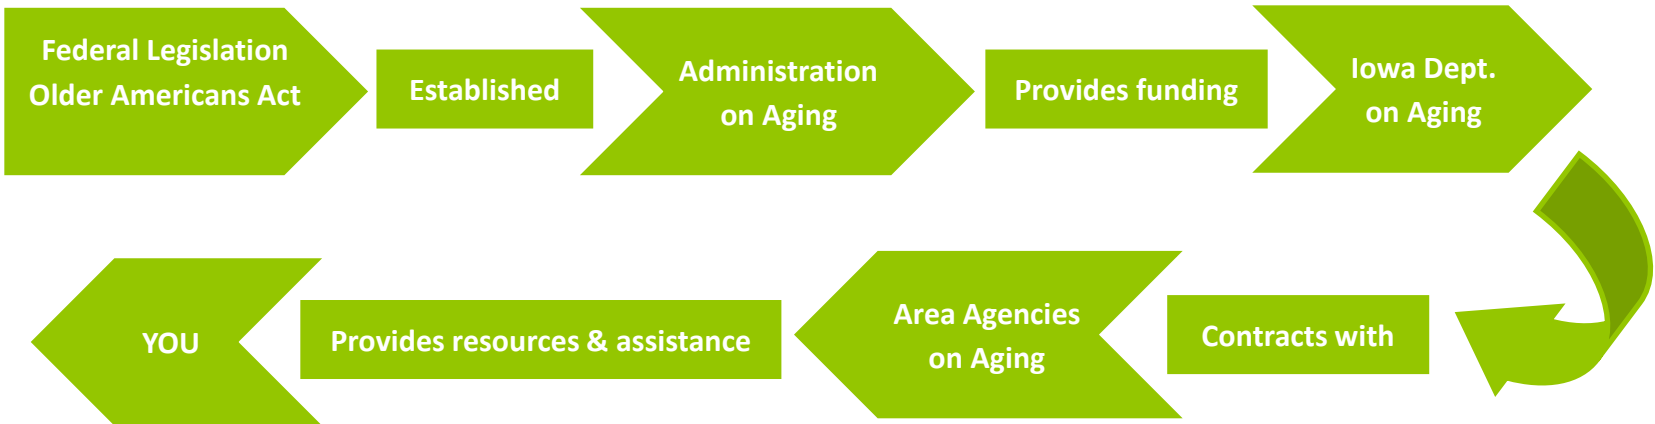 Federal Legislation
Older Americans Act
Established
Administration
on Aging
Provides funding
Iowa Dept.
on Aging
Contracts with
Area Agencies
on Aging
Provides resources & assistance
YOU